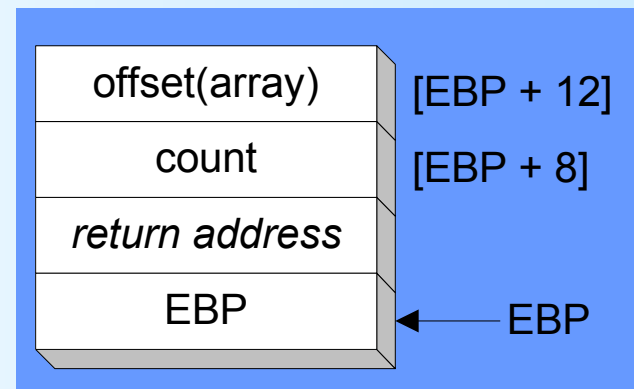 offset(array) [EBP + 12]
count [EBP + 8]
return address
EBP EBP